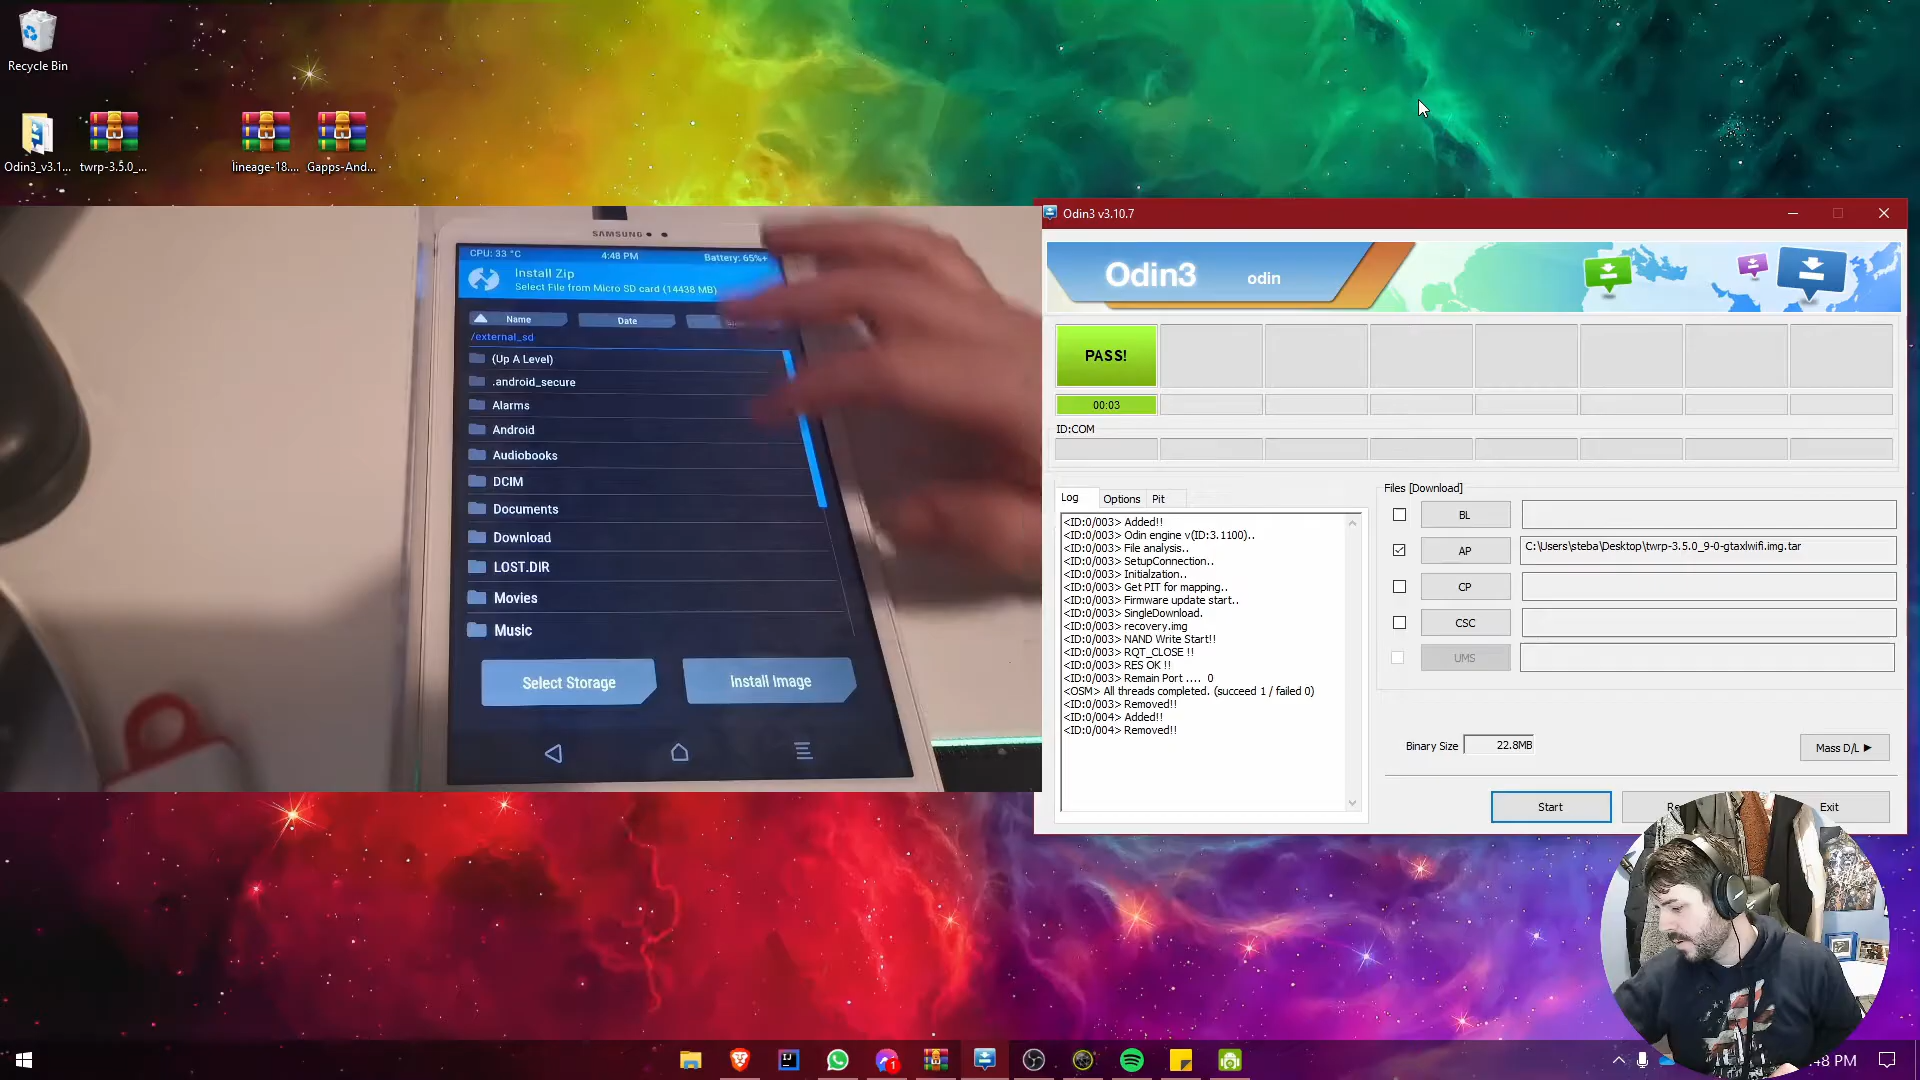 Recycle Bin
Odin3_v3.1...
twrp-3.5.0_...
lineage-18....
Gapps-And...
SAMSUNG
CPU: 33 °C
4:48 PM
Battery: 65%+
Install Zip
Select File from Micro SD card (14438 MB)
Name
Date
/external_sd
(Up A Level)
.android_secure
Alarms
Android
Audiobooks
DCIM
Documents
Download
LOST.DIR
Movies
Music
Select Storage
Install Image
Odin3 v3.10.7
Odin3
odin
PASS!
00:03
ID:COM
Log
Options
Pit
<ID:0/003> Added!!
<ID:0/003> Odin engine v(ID:3.1100)..
<ID:0/003> File analysis..
<ID:0/003> SetupConnection..
<ID:0/003> Initialzation..
<ID:0/003> Get PIT for mapping..
<ID:0/003> Firmware update start..
<ID:0/003> SingleDownload.
<ID:0/003> recovery.img
<ID:0/003> NAND Write Start!!
<ID:0/003> RQT_CLOSE !!
<ID:0/003> RES OK !!
<ID:0/003> Remain Port .... 0
<OSM> All threads completed. (succeed 1 / failed 0)
<ID:0/003> Removed!!
<ID:0/004> Added!!
<ID:0/004> Removed!!
Files [Download]
BL
AP
C:\Users\steba\Desktop\twrp-3.5.0_9-0-gtaxlwifi.img.tar
CP
CSC
UMS
Binary Size
22.8MB
Mass D/L ►
Start
Exit
1
:48 PM